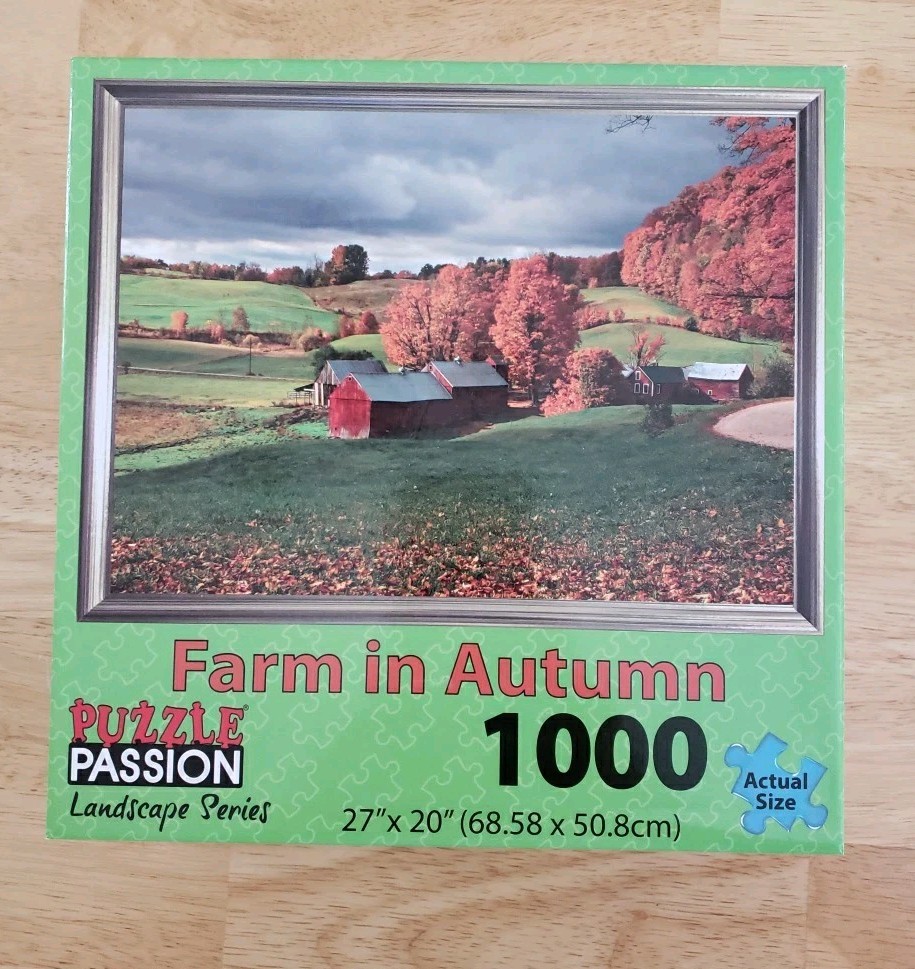 Farm in Autumn
PUZZLE®
PASSION
Landscape Series
1000
27"x 20" (68.58 x 50.8cm)
Actual
Size